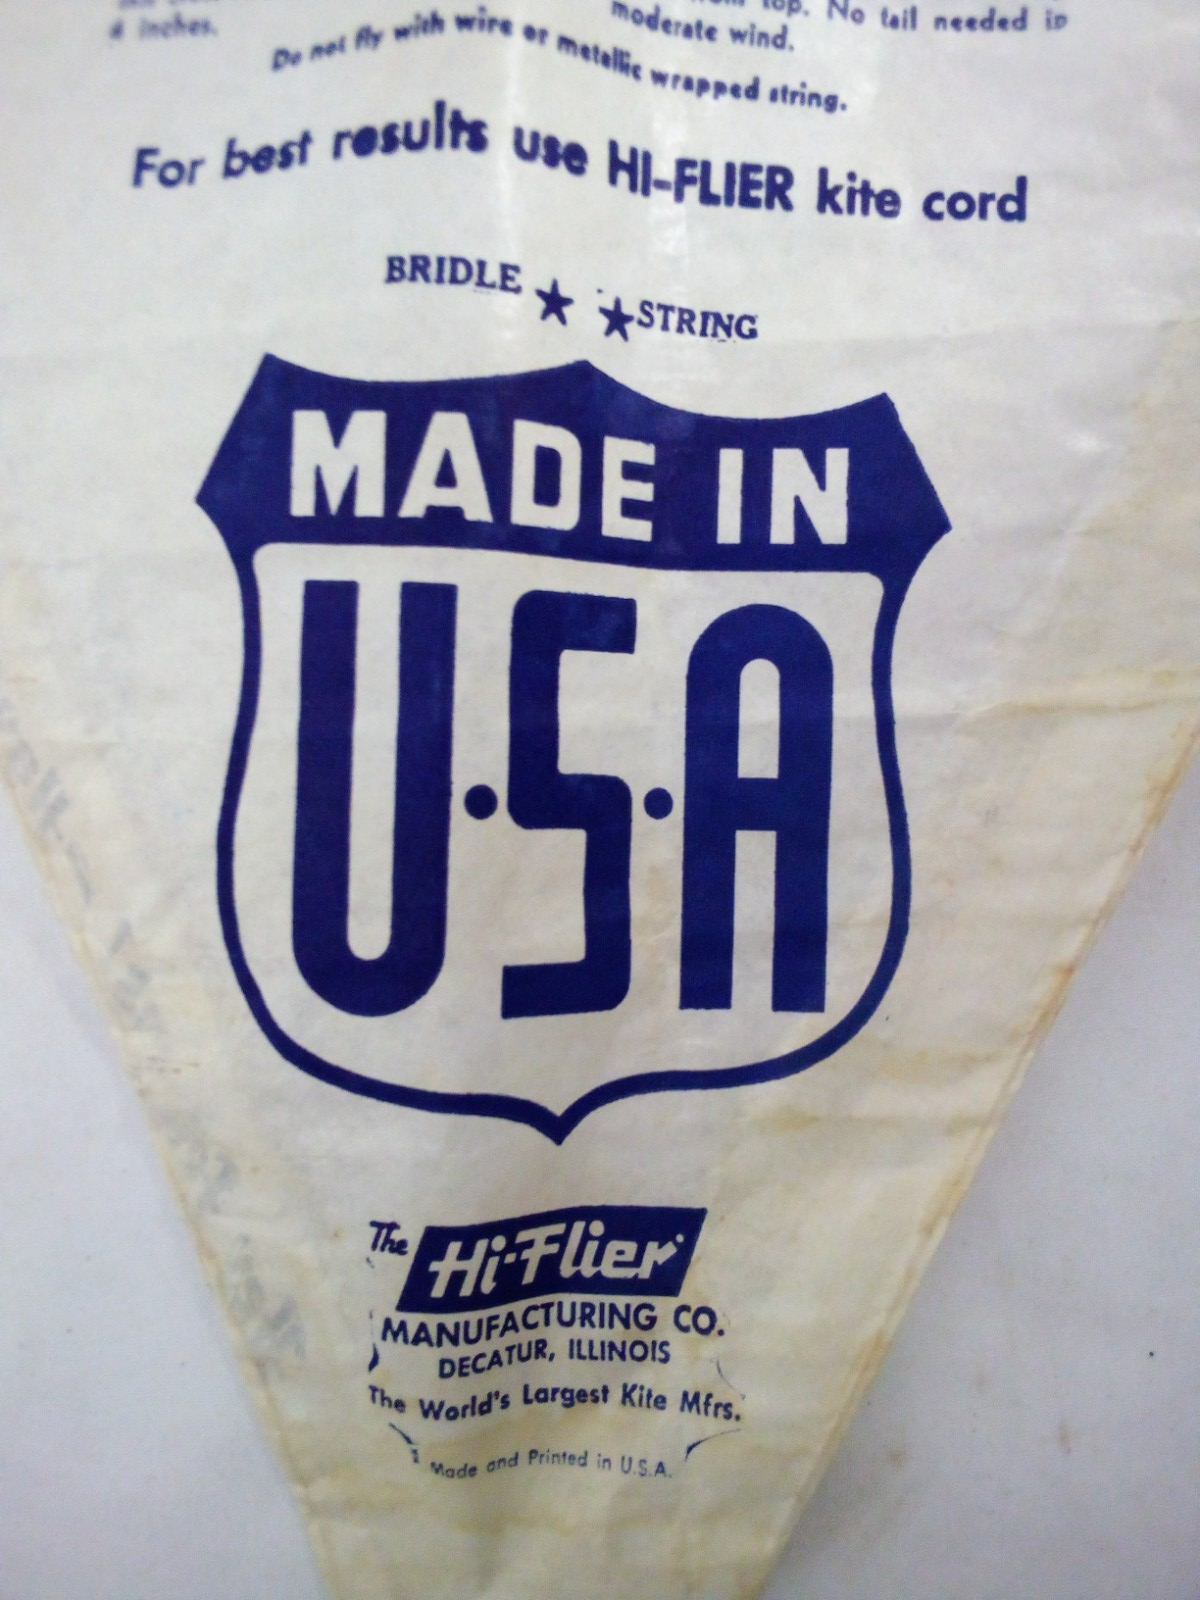 top. No tail needed in
4 inches.
moderate wind.
Do not fly with wire or metallic wrapped string.
For best results use HI-FLIER kite cord
BRIDLE ★ ★ STRING
MADE IN
U·S·A
The Hi-Flier
MANUFACTURING CO.
DECATUR, ILLINOIS
The World's Largest Kite Mfrs.
Made and Printed in U.S.A.